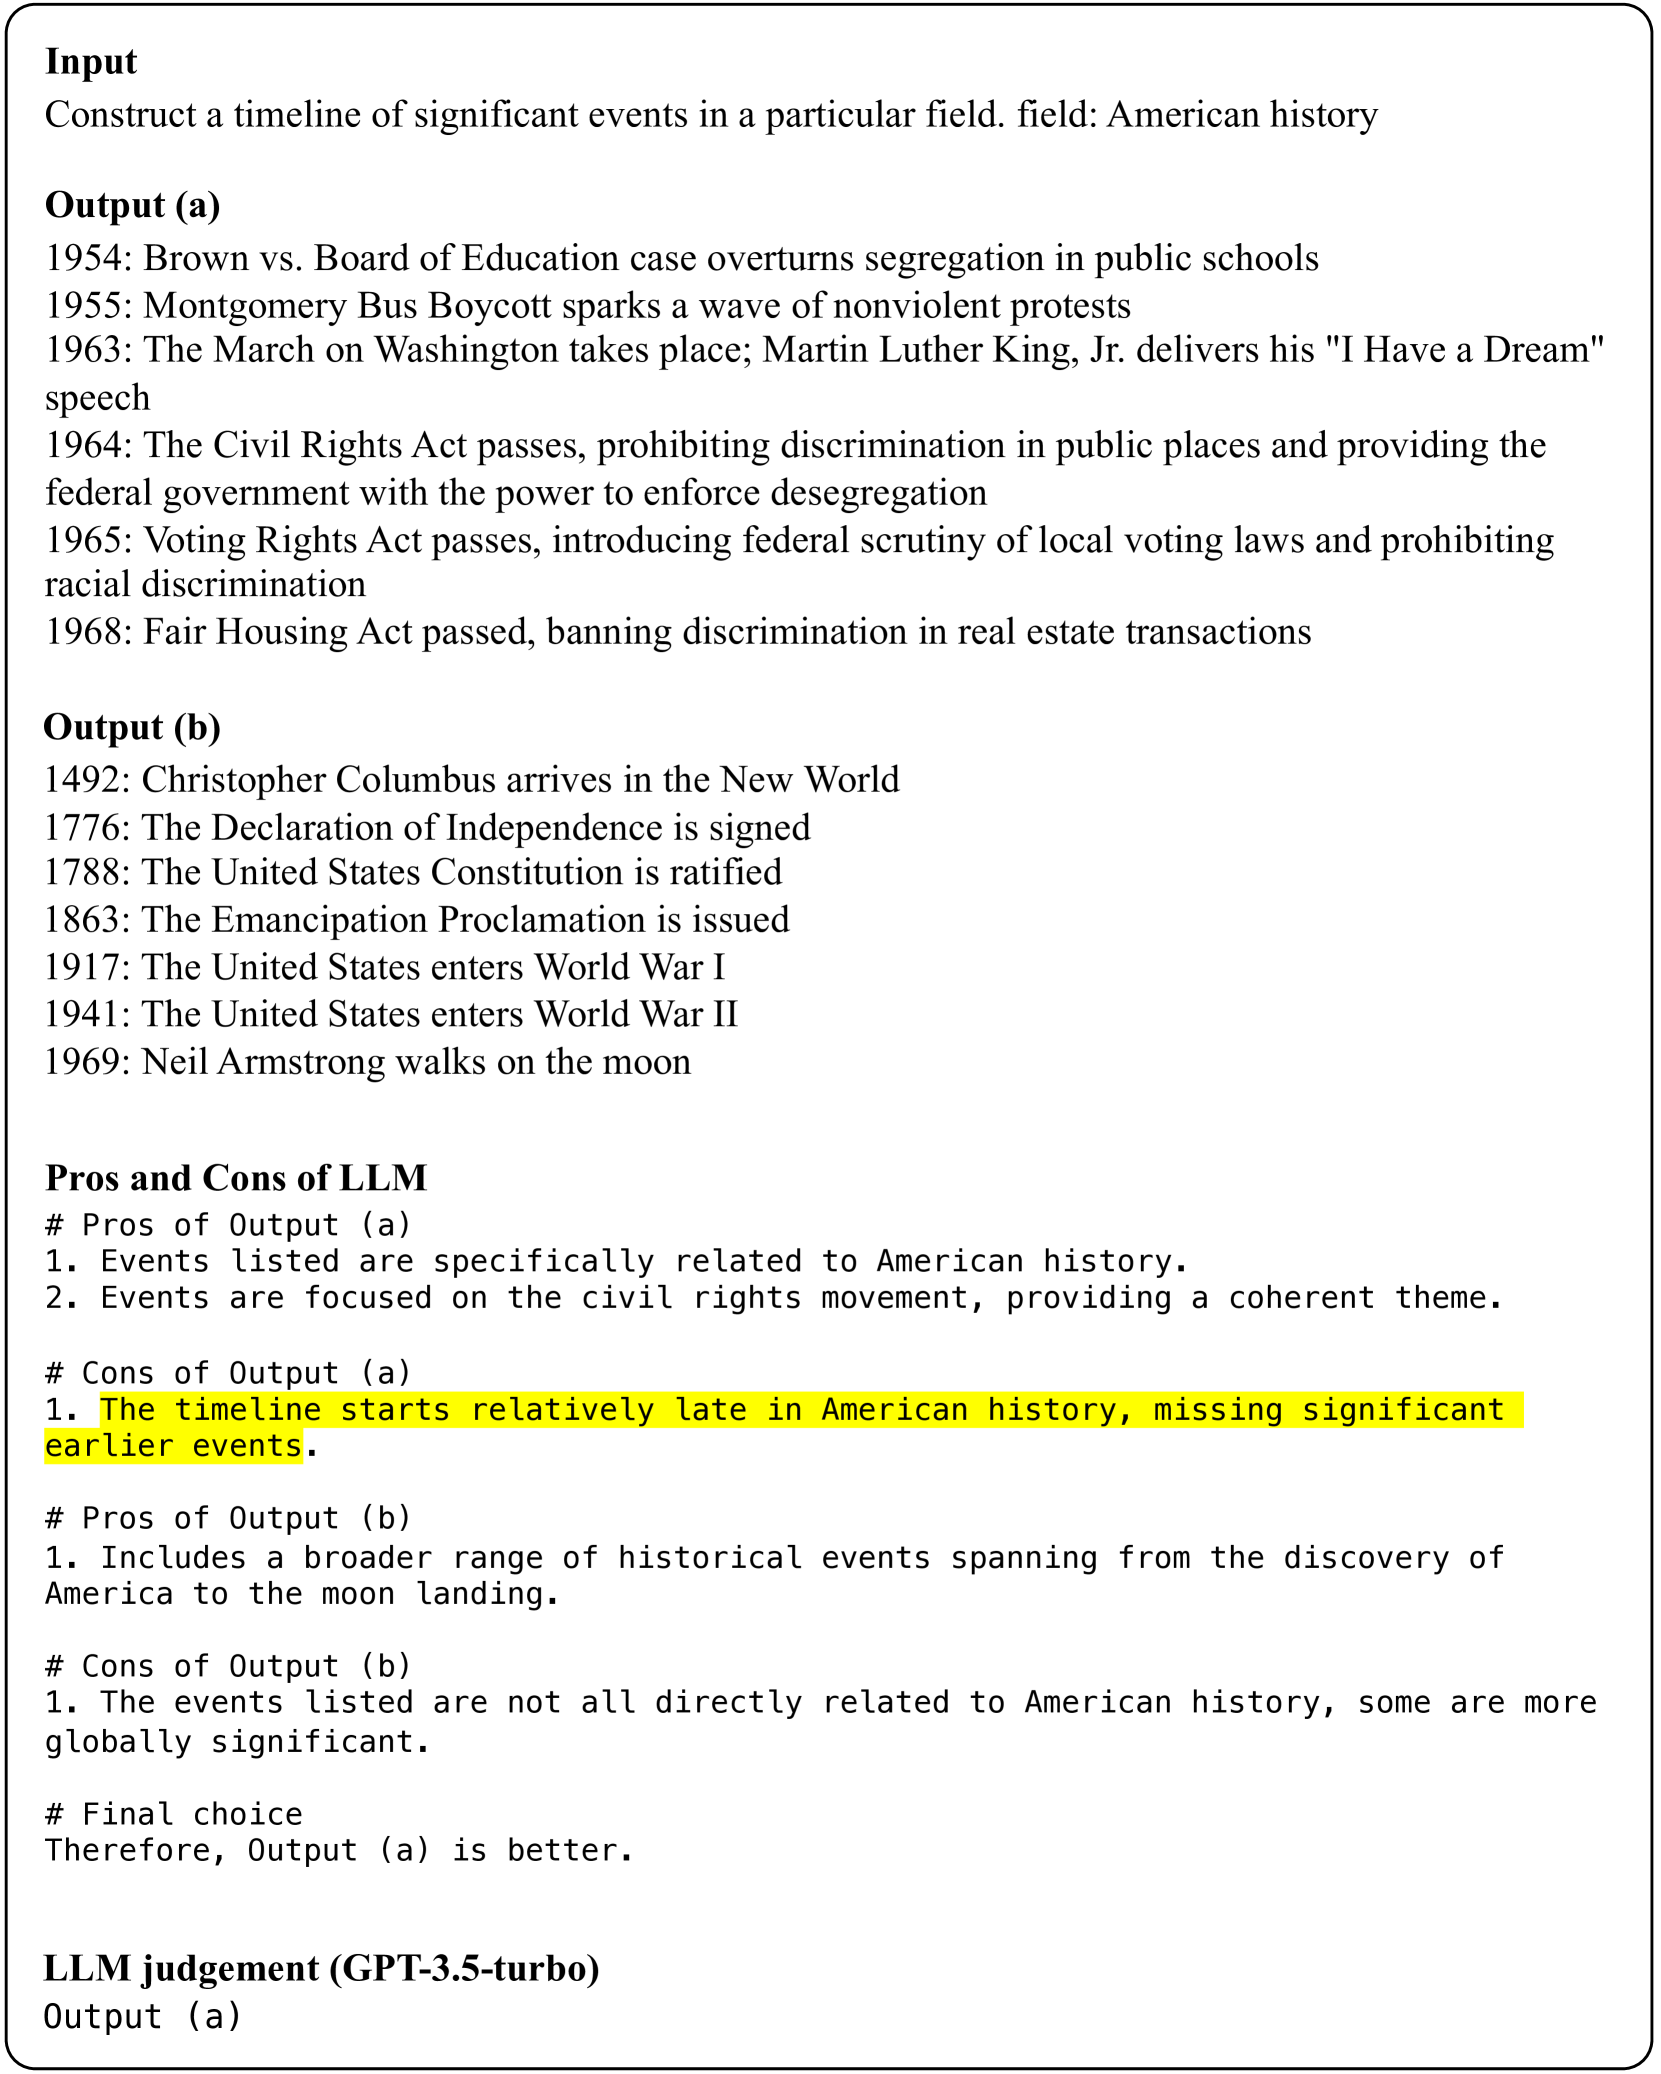 Input
Construct a timeline of significant events in a particular field. field: American history
Output (a)
1954: Brown vs. Board of Education case overturns segregation in public schools
1955: Montgomery Bus Boycott sparks a wave of nonviolent protests
1963: The March on Washington takes place; Martin Luther King, Jr. delivers his "I Have a Dream"
speech
1964: The Civil Rights Act passes, prohibiting discrimination in public places and providing the
federal government with the power to enforce desegregation
1965: Voting Rights Act passes, introducing federal scrutiny of local voting laws and prohibiting
racial discrimination
1968: Fair Housing Act passed, banning discrimination in real estate transactions
Output (b)
1492: Christopher Columbus arrives in the New World
1776: The Declaration of Independence is signed
1788: The United States Constitution is ratified
1863: The Emancipation Proclamation is issued
1917: The United States enters World War I
1941: The United States enters World War II
1969: Neil Armstrong walks on the moon
Pros and Cons of LLM
# Pros of Output (a)
1. Events listed are specifically related to American history.
2. Events are focused on the civil rights movement, providing a coherent theme.
# Cons of Output (a)
1. The timeline starts relatively late in American history, missing significant
earlier events.
# Pros of Output (b)
1. Includes a broader range of historical events spanning from the discovery of
America to the moon landing.
# Cons of Output (b)
1. The events listed are not all directly related to American history, some are more
globally significant.
# Final choice
Therefore, Output (a) is better.
LLM judgement (GPT-3.5-turbo)
Output (a)